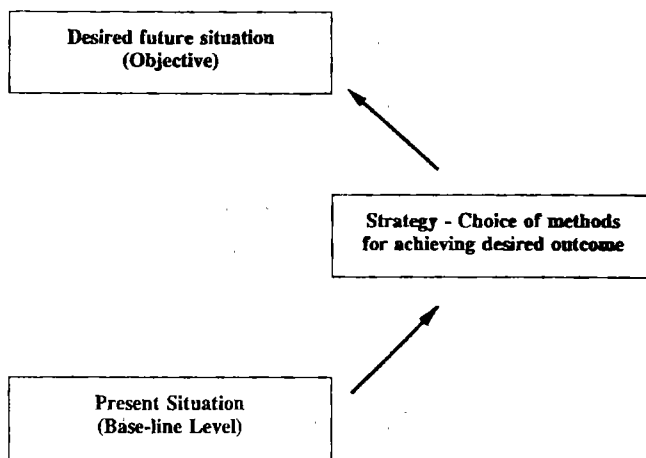 Desired future situation
(Objective)
Strategy - Choice of methods
for achieving desired outcome
Present Situation
(Base-line Level)